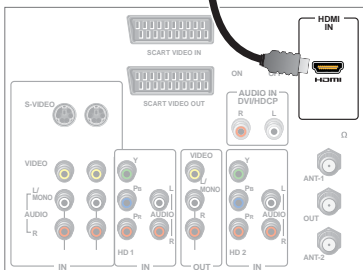 HDMI
IN
HDMI
SCART VIDEO IN
SCART VIDEO OUT
ON
AUDIO IN
DVI/HDCP
R
L
S-VIDEO
Ω
VIDEO
Y
VIDEO
Y
ANT-1
L/
MONO
PB
L
L/
MONO
PB
L
AUDIO
AUDIO
AUDIO
OUT
R
PR
R
PR
HD 1
R
HD 2
R
ANT-2
IN
IN
OUT
IN